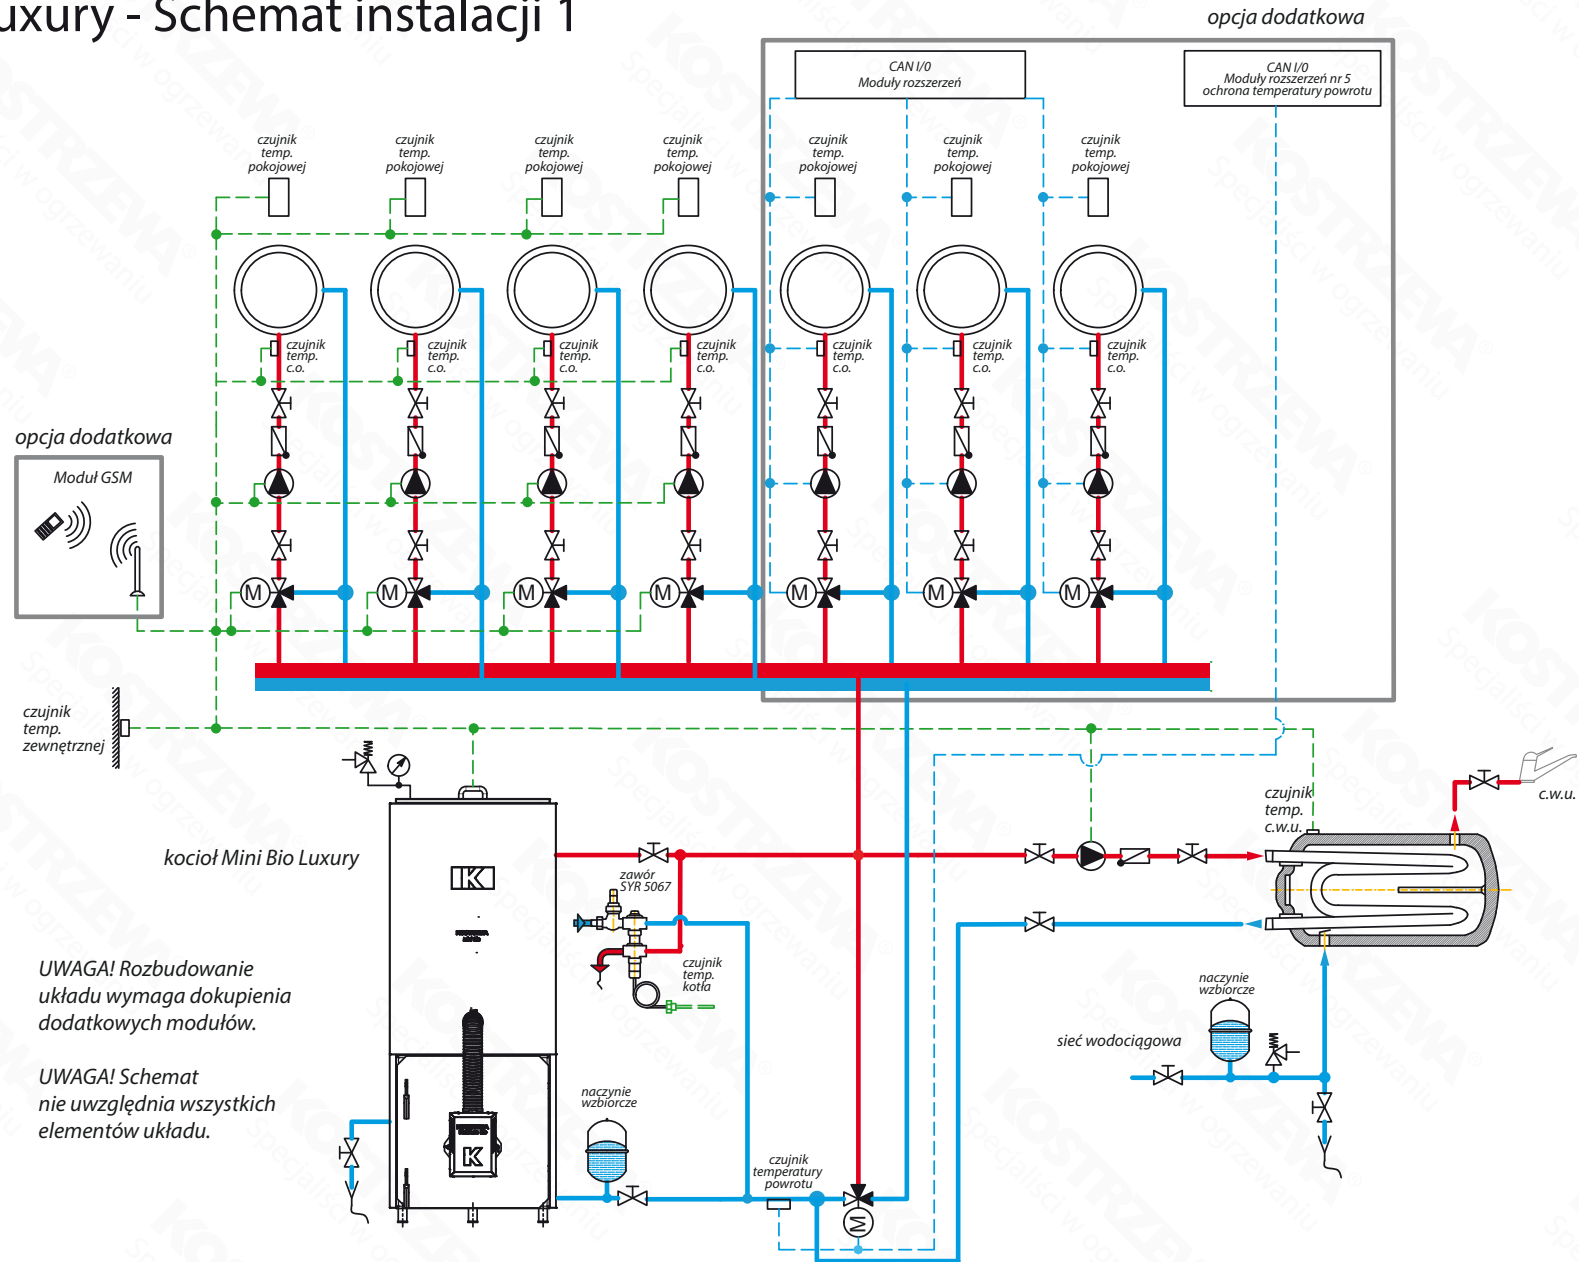 uxury - Schemat instalacji 1
opcja dodatkowa
CAN I/0
Moduły rozszerzeń
CAN I/0
Moduły rozszerzeń nr 5
ochrona temperatury powrotu
czujnik
temp.
pokojowej
czujnik
temp.
pokojowej
czujnik
temp.
pokojowej
czujnik
temp.
pokojowej
czujnik
temp.
pokojowej
czujnik
temp.
pokojowej
czujnik
temp.
pokojowej
czujnik
temp.
c.o.
czujnik
temp.
c.o.
czujnik
temp.
c.o.
czujnik
temp.
c.o.
czujnik
temp.
c.o.
czujnik
temp.
c.o.
czujnik
temp.
c.o.
opcja dodatkowa
Moduł GSM
M
M
M
M
M
M
M
czujnik
temp.
zewnętrznej
kocioł Mini Bio Luxury
K
zawór
SYR 5067
czujnik
temp.
kotła
czujnik
temp.
c.w.u.
c.w.u.
UWAGA! Rozbudowanie
układu wymaga dokupienia
dodatkowych modułów.
UWAGA! Schemat
nie uwzględnia wszystkich
elementów układu.
K
naczynie
wzbiorcze
czujnik
temperatury
powrotu
M
naczynie
wzbiorcze
sieć wodociągowa
KOSTRZEWA®
Specjaliści w ogrzewaniu